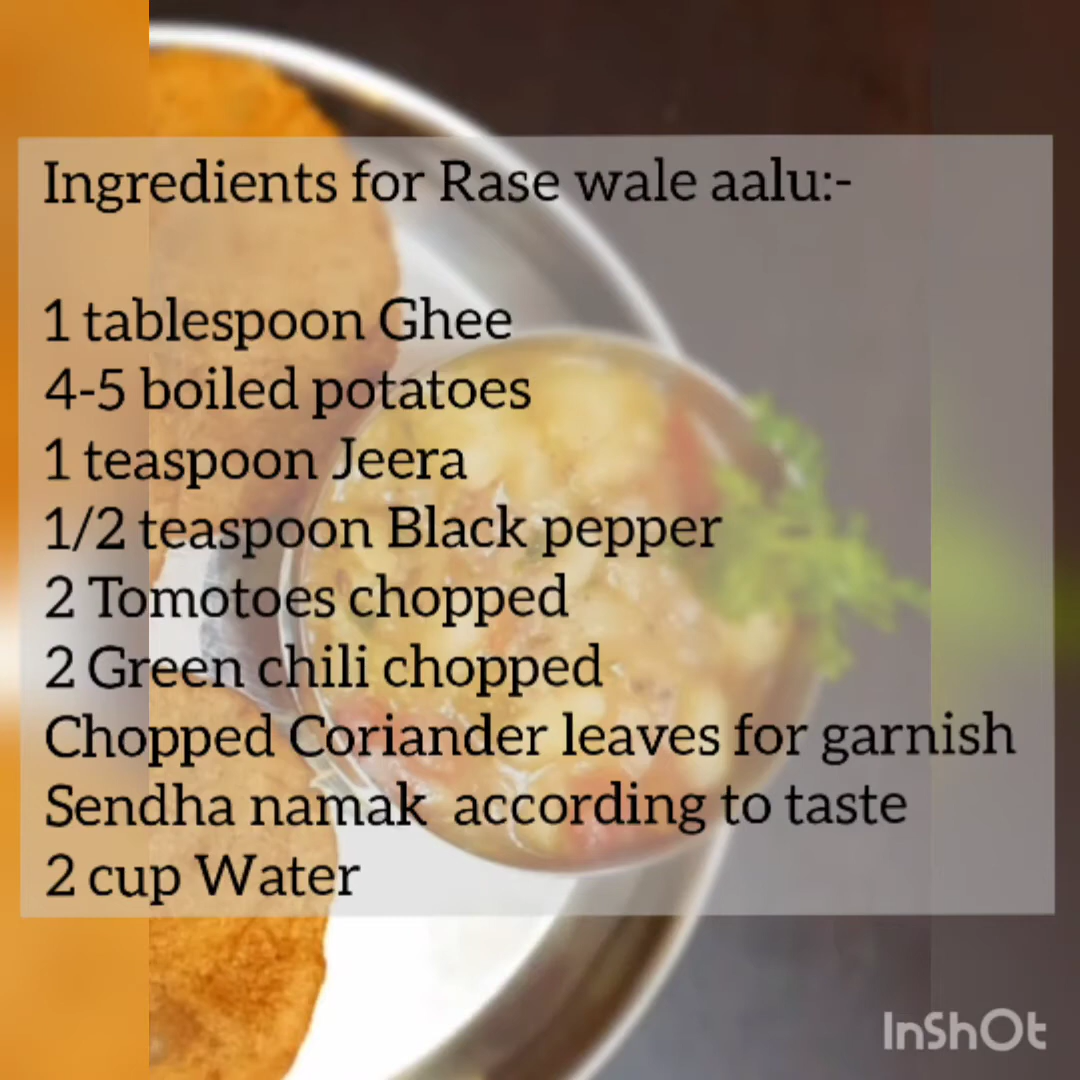 Ingredients for Rase wale aalu:-
1 tablespoon Ghee
4-5 boiled potatoes
1 teaspoon Jeera
1/2 teaspoon Black pepper
2 Tomotoes chopped
2 Green chili chopped
Chopped Coriander leaves for garnish
Sendha namak according to taste
2 cup Water
InShOt